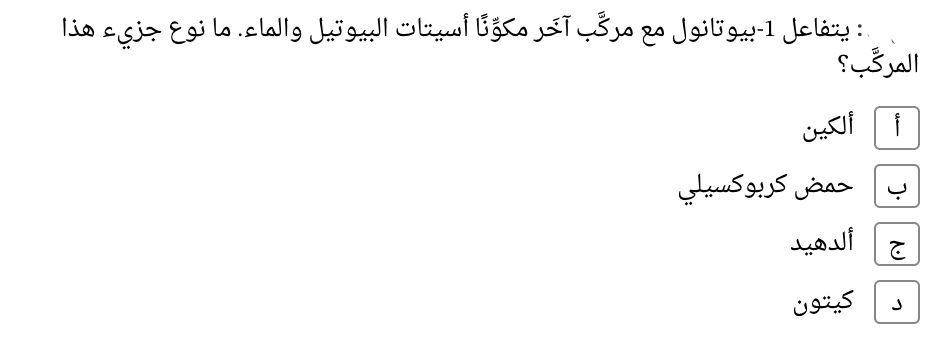 : يتفاعل 1-بيوتانول مع مركَّب آخَر مكوِّنًا أسيتات البيوتيل والماء. ما نوع جزيء هذا
المركَّب؟
أ ألكين
ب حمض كربوكسيلي
ج ألدهيد
د كيتون